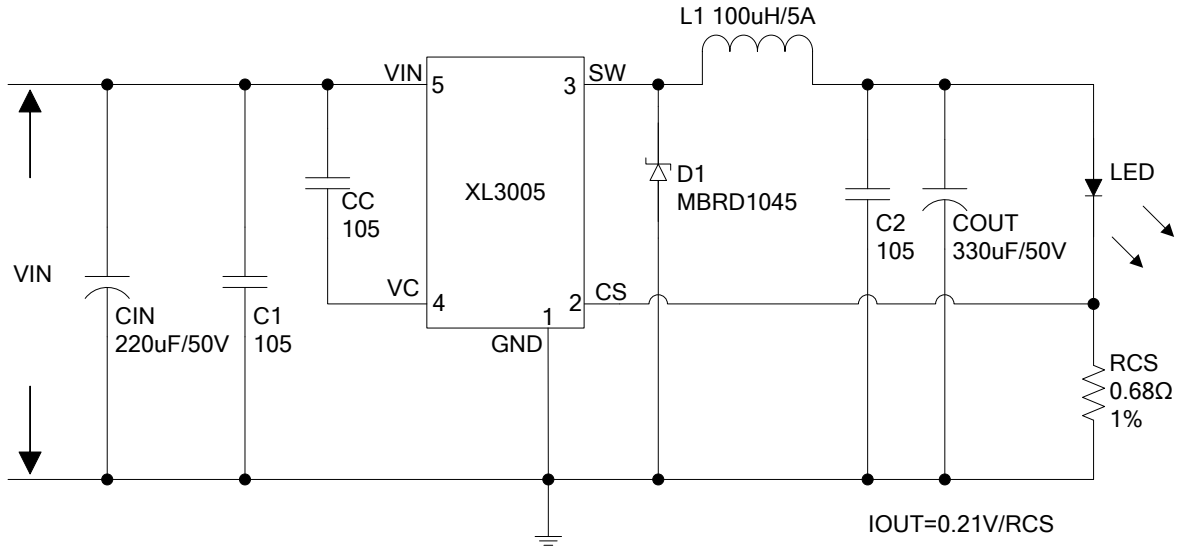 L1 100uH/5A
VIN
5
3
SW
CC
105
XL3005
D1
MBRD1045
C2
105
COUT
330uF/50V
LED
VIN
CIN
220uF/50V
C1
105
VC
4
1
2
CS
GND
RCS
0.68Ω
1%
IOUT=0.21V/RCS